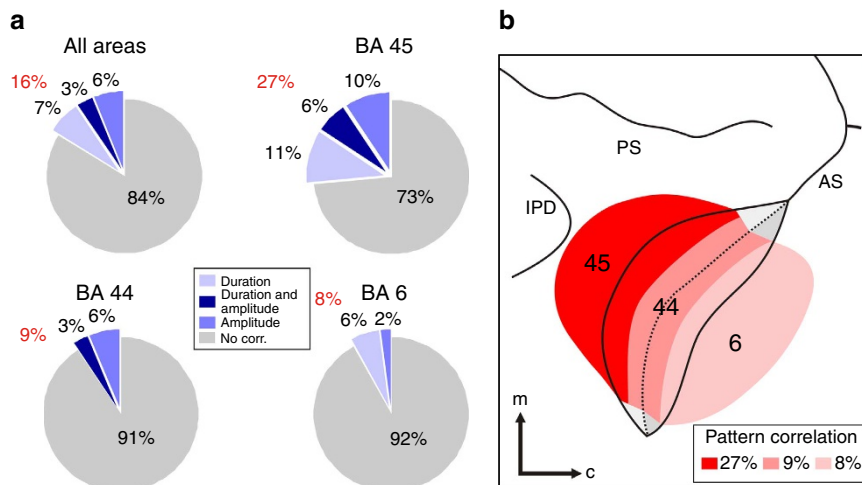 a
All areas
16%
7%
3%
6%
84%
BA 45
27%
11%
6%
10%
73%
BA 44
9%
3%
6%
91%
Duration
Duration and
amplitude
Amplitude
No corr.
BA 6
8%
6%
2%
92%
b
PS
AS
IPD
45
44
6
m
c
Pattern correlation
27% 9% 8%